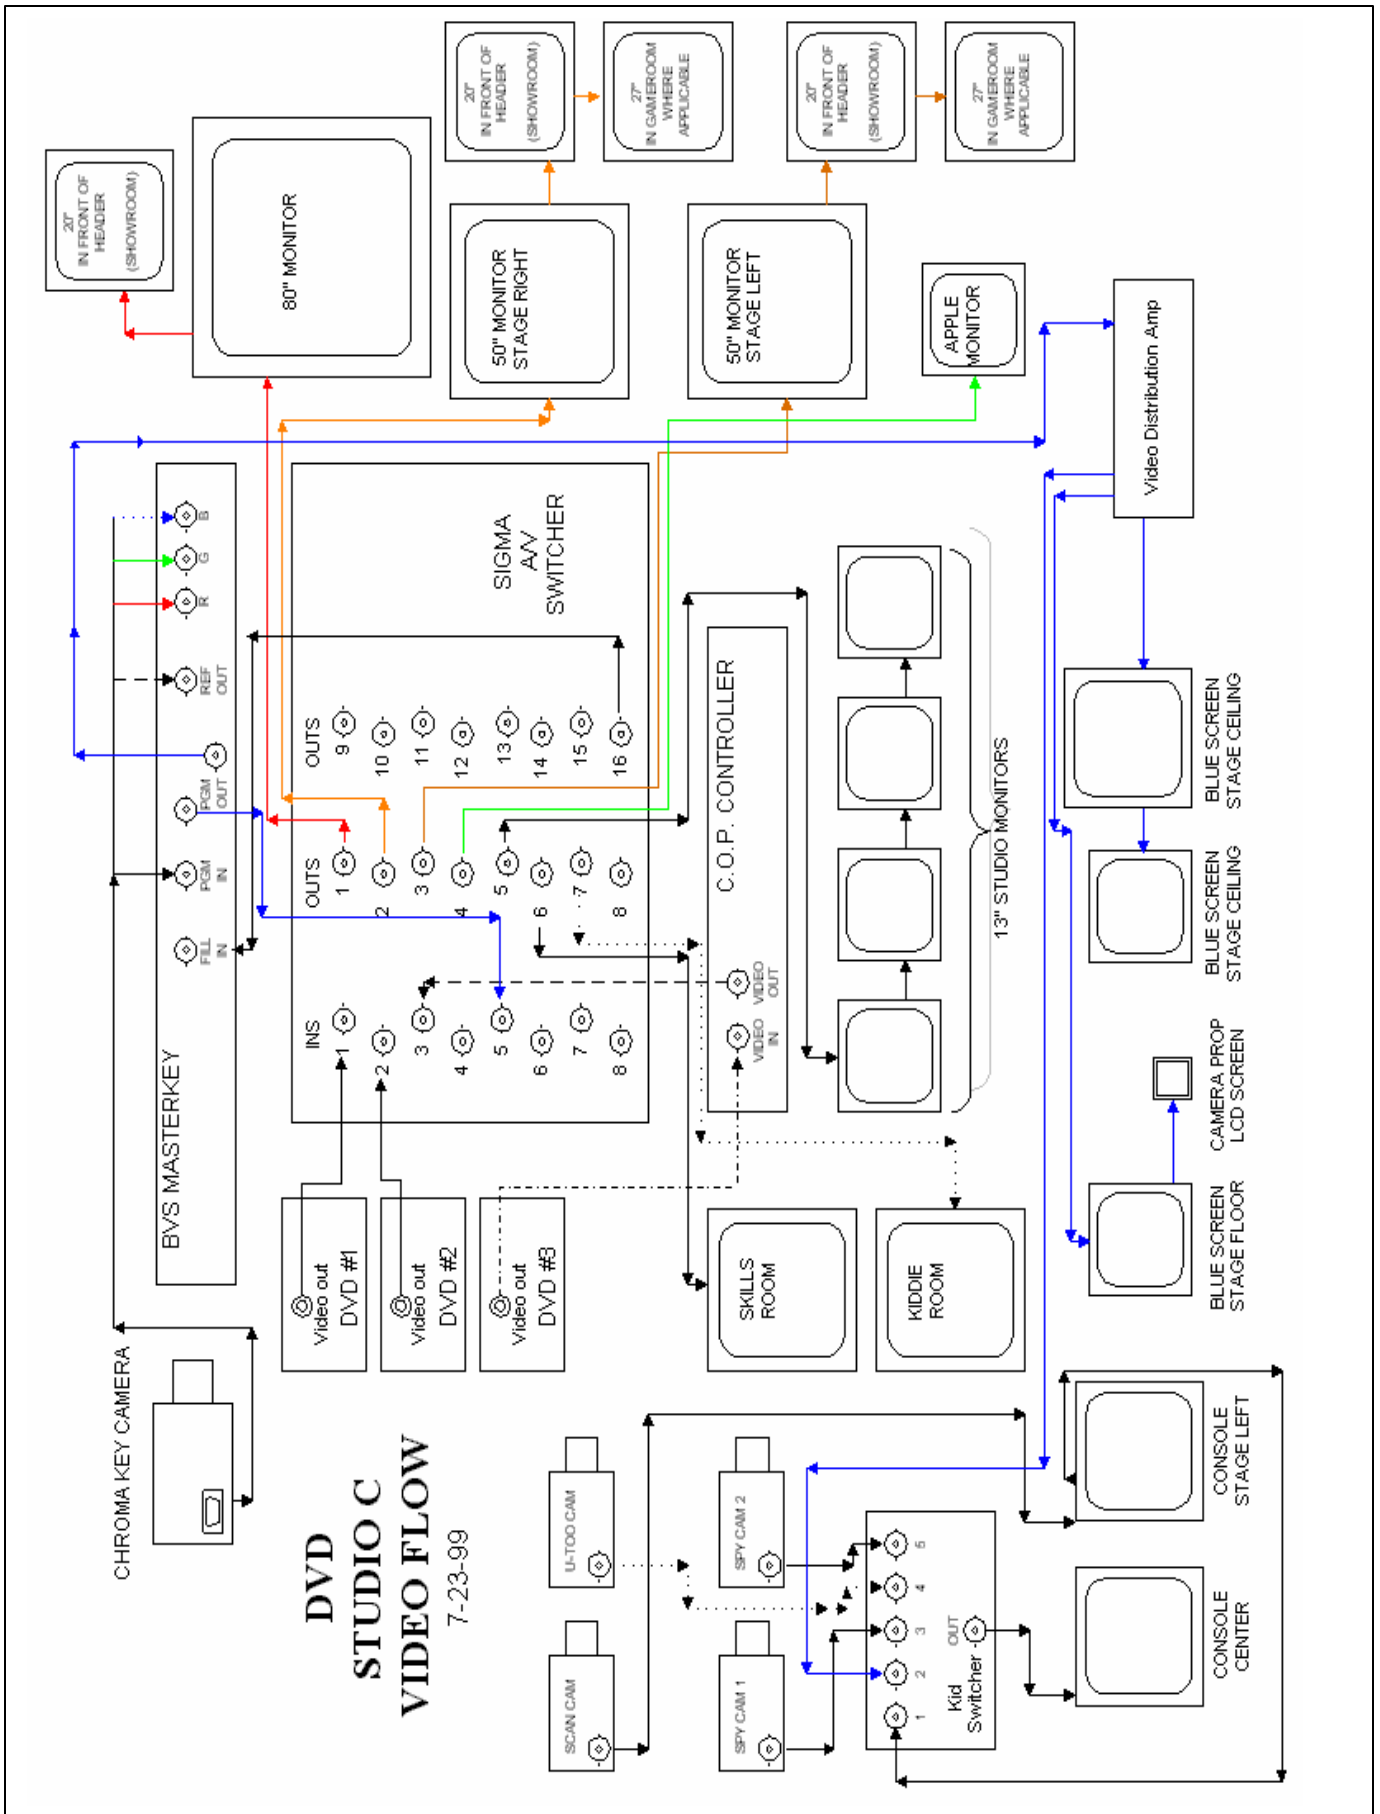 DVD
STUDIO C
VIDEO FLOW
7-23-99
CHROMA KEY CAMERA
BVS MASTERKEY
FILL
IN
PGM
IN
PGM
OUT
REF
OUT
R
G
B
20"
IN FRONT OF
HEADER
(SHOWROOM)
80" MONITOR
Video out
DVD #1
Video out
DVD #2
Video out
DVD #3
INS
1
2
3
4
5
6
7
8
OUTS
1
2
3
4
5
6
7
8
OUTS
9
10
11
12
13
14
15
16
SIGMA
A/V
SWITCHER
50" MONITOR
STAGE RIGHT
20"
IN FRONT OF
HEADER
(SHOWROOM)
27"
IN GAMEROOM
WHERE
APPLICABLE
50" MONITOR
STAGE LEFT
20"
IN FRONT OF
HEADER
(SHOWROOM)
27"
IN GAMEROOM
WHERE
APPLICABLE
APPLE
MONITOR
SCAN CAM
U-TOO CAM
SPY CAM 1
SPY CAM 2
SKILLS
ROOM
KIDDIE
ROOM
C.O.P. CONTROLLER
VIDEO
IN
VIDEO
OUT
13" STUDIO MONITORS
1
2
3
4
5
Kid
Switcher
OUT
Video Distribution Amp
CONSOLE
CENTER
CONSOLE
STAGE LEFT
BLUE SCREEN
STAGE FLOOR
CAMERA PROP
LCD SCREEN
BLUE SCREEN
STAGE CEILING
BLUE SCREEN
STAGE CEILING